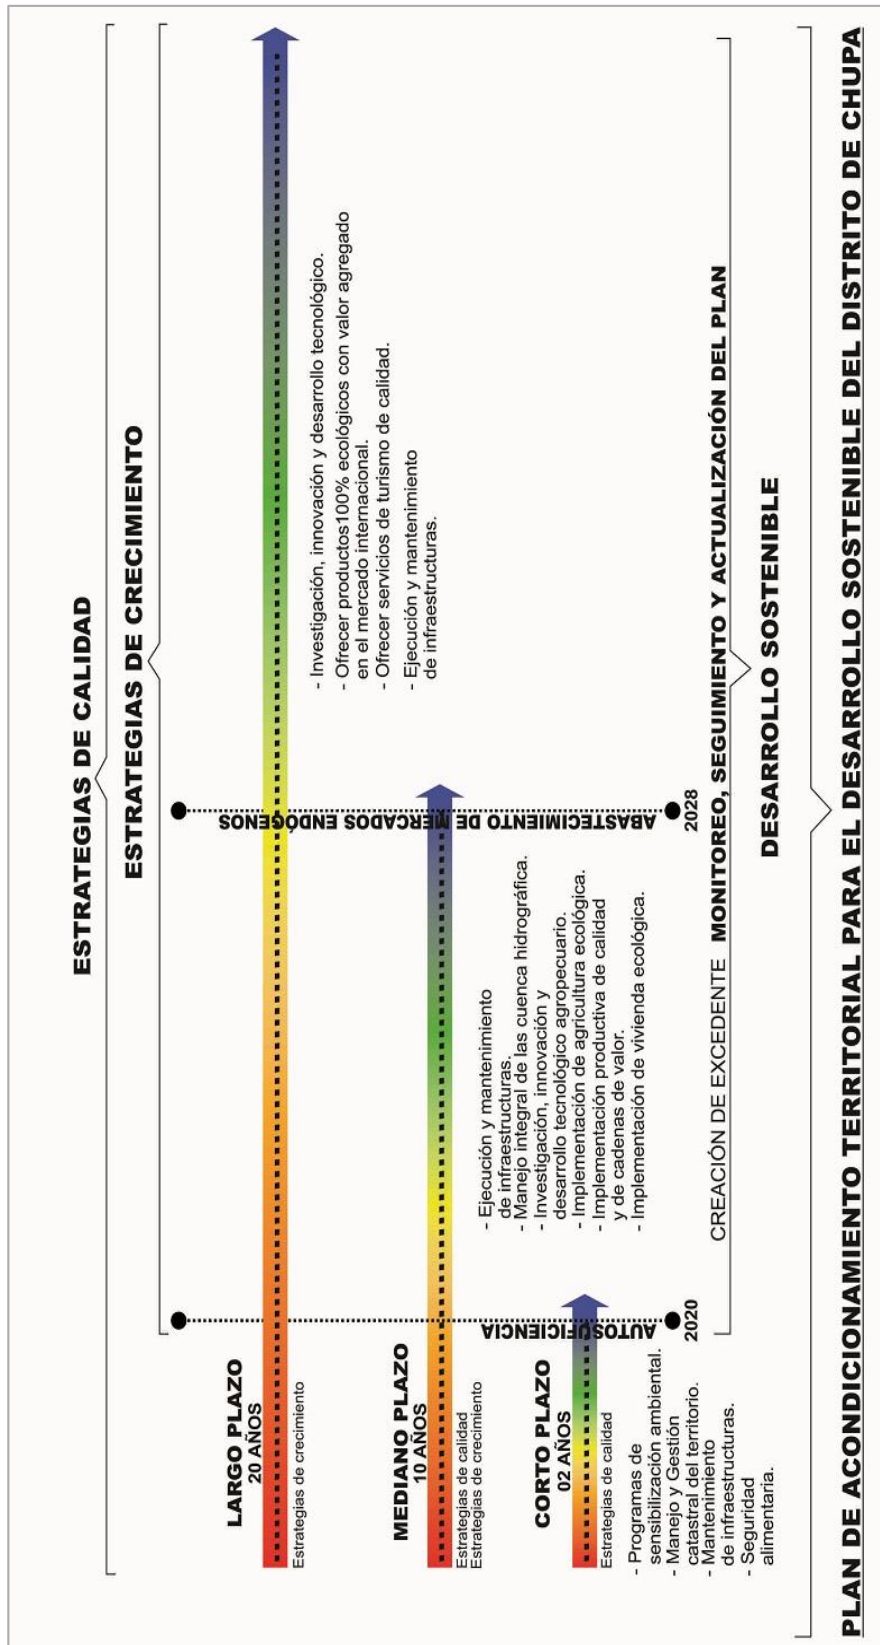 ESTRATEGIAS DE CALIDAD
ESTRATEGIAS DE CRECIMIENTO
LARGO PLAZO
20 AÑOS
Estrategias de crecimiento
- Investigación, innovación y desarrollo tecnológico.
- Ofrecer productos100% ecológicos con valor agregado
en el mercado internacional.
- Ofrecer servicios de turismo de calidad.
- Ejecución y mantenimiento
de infraestructuras.
MEDIANO PLAZO
10 AÑOS
Estrategias de calidad
Estrategias de crecimiento
- Ejecución y mantenimiento
de infraestructuras.
- Manejo integral de las cuenca hidrográfica.
- Investigación, innovación y
desarrollo tecnológico agropecuario.
- Implementación de agricultura ecológica.
- Implementación productiva de calidad
y de cadenas de valor.
- Implementación de vivienda ecológica.
CORTO PLAZO
02 AÑOS
Estrategias de calidad
- Programas de
sensibilización ambiental.
- Manejo y Gestión
catastral del territorio.
- Mantenimiento
de infraestructuras.
- Seguridad
alimentaria.
AUTOSUFICIENCIA
2020
ABASTECIMIENTO DE MERCADOS ENDÓGENOS
2028
CREACIÓN DE EXCEDENTE MONITOREO, SEGUIMIENTO Y ACTUALIZACIÓN DEL PLAN
DESARROLLO SOSTENIBLE
PLAN DE ACONDICIONAMIENTO TERRITORIAL PARA EL DESARROLLO SOSTENIBLE DEL DISTRITO DE CHUPA